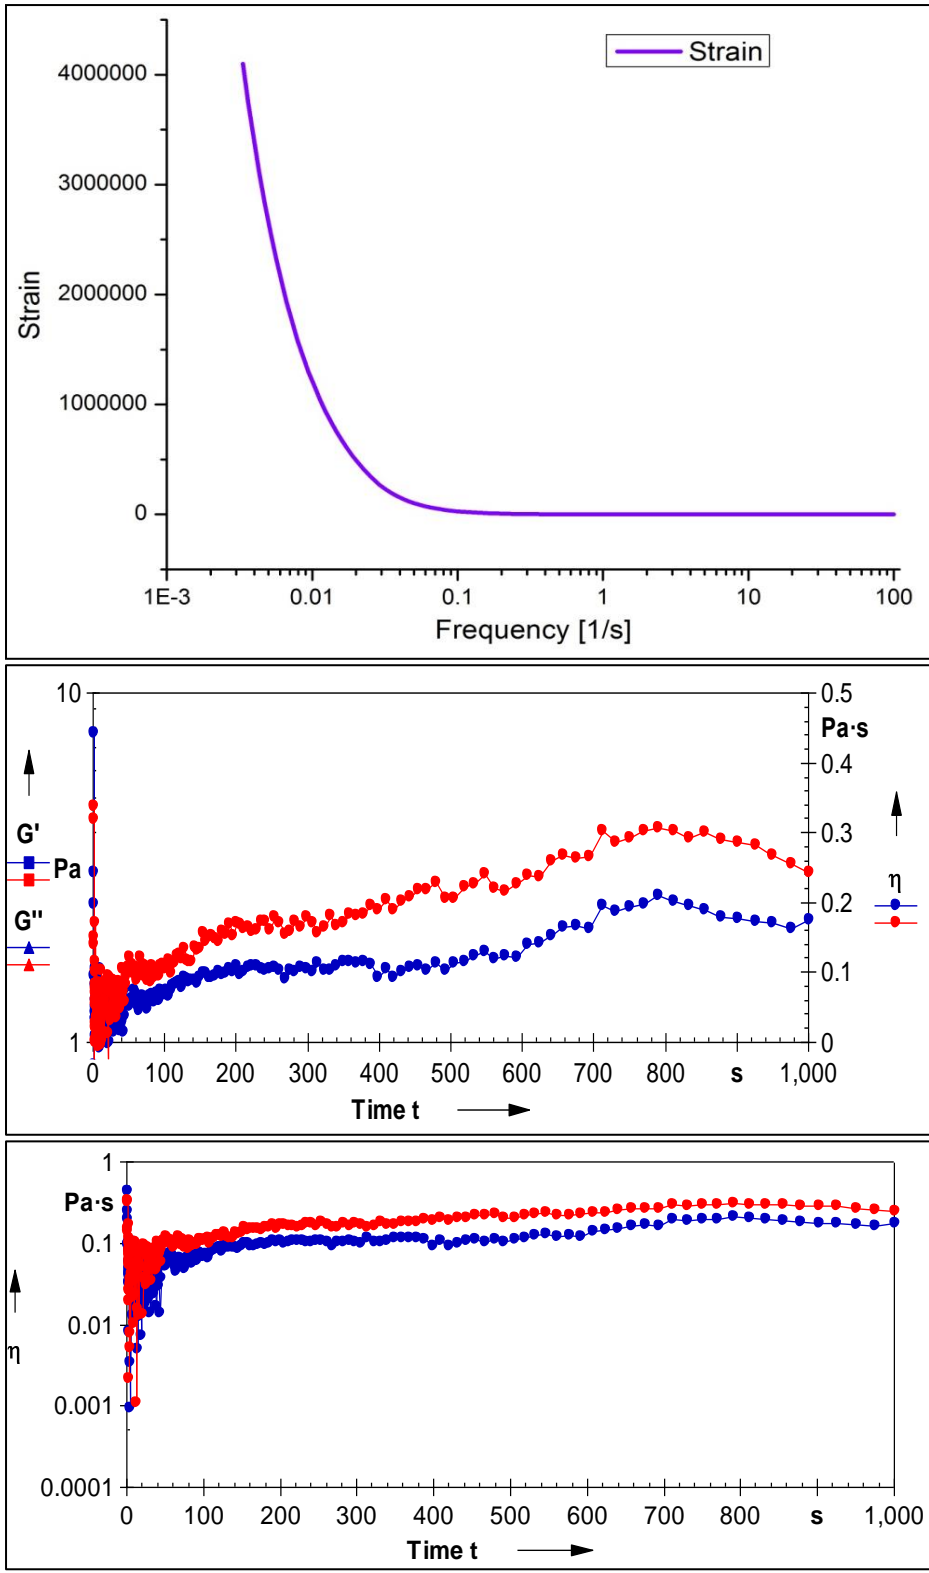 Strain
4000000
3000000
Strain
2000000
1000000
0
1E-3 0.01 0.1 1 10 100
Frequency [1/s]
10 0.5
Pa·s
0.4
G' 0.3
Pa η
G'' 0.2
0.1
1 0
0 100 200 300 400 500 600 700 800 s 1,000
Time t
1
Pa·s
0.1
0.01
η
0.001
0.0001
0 100 200 300 400 500 600 700 800 s 1,000
Time t